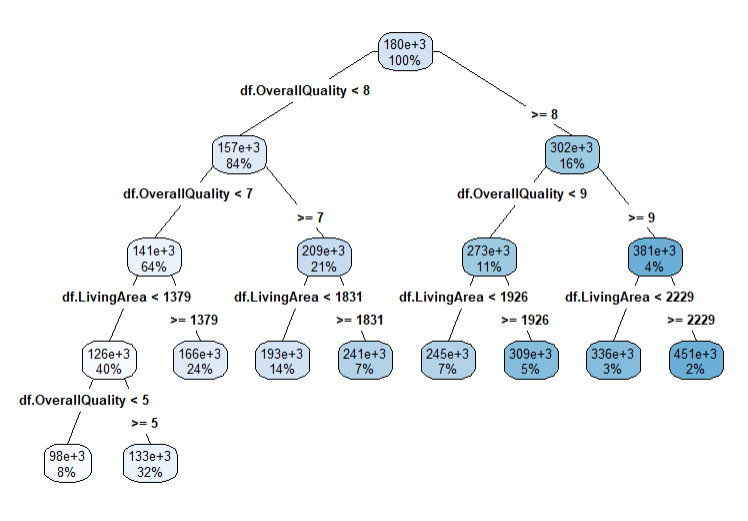 180e+3
100%
df.OverallQuality < 8
>= 8
157e+3
84%
302e+3
16%
df.OverallQuality < 7
>= 7
df.OverallQuality < 9
>= 9
141e+3
64%
209e+3
21%
273e+3
11%
381e+3
4%
df.LivingArea < 1379
>= 1379
df.LivingArea < 1831
>= 1831
df.LivingArea < 1926
>= 1926
df.LivingArea < 2229
>= 2229
126e+3
40%
166e+3
24%
193e+3
14%
241e+3
7%
245e+3
7%
309e+3
5%
336e+3
3%
451e+3
2%
df.OverallQuality < 5
>= 5
98e+3
8%
133e+3
32%